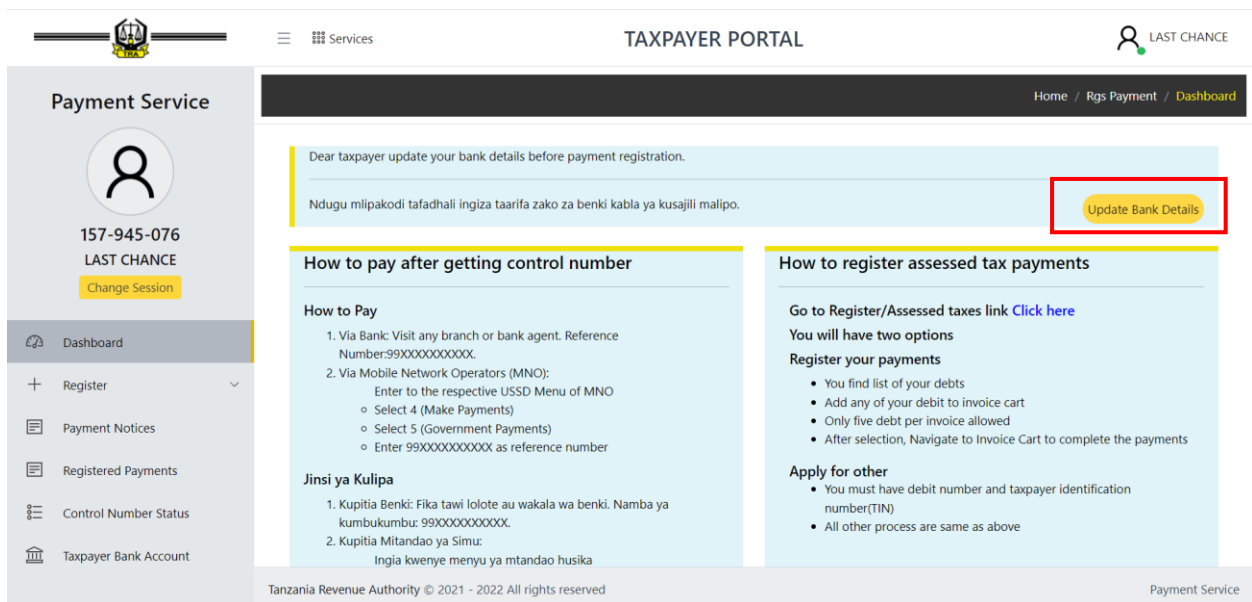 TRA
Services
TAXPAYER PORTAL
LAST CHANCE
Payment Service
157-945-076
LAST CHANCE
Change Session
Dashboard
Register
Payment Notices
Registered Payments
Control Number Status
Taxpayer Bank Account
Home / Rgs Payment / Dashboard
Dear taxpayer update your bank details before payment registration.
Ndugu mlipakodi tafadhali ingiza taarifa zako za benki kabla ya kusajili malipo.
Update Bank Details
How to pay after getting control number
How to Pay
1. Via Bank: Visit any branch or bank agent. Reference
Number:99XXXXXXXXXX.
2. Via Mobile Network Operators (MNO):
Enter to the respective USSD Menu of MNO
Select 4 (Make Payments)
Select 5 (Government Payments)
Enter 99XXXXXXXXXX as reference number
Jinsi ya Kulipa
1. Kupitia Benki: Fika tawi lolote au wakala wa benki. Namba ya
kumbukumbu: 99XXXXXXXXXX.
2. Kupitia Mitandao ya Simu:
Ingia kwenye menyu ya mtandao husika
How to register assessed tax payments
Go to Register/Assessed taxes link Click here
You will have two options
Register your payments
You find list of your debts
Add any of your debit to invoice cart
Only five debt per invoice allowed
After selection, Navigate to Invoice Cart to complete the payments
Apply for other
You must have debit number and taxpayer identification
number(TIN)
All other process are same as above
Tanzania Revenue Authority © 2021 - 2022 All rights reserved
Payment Service